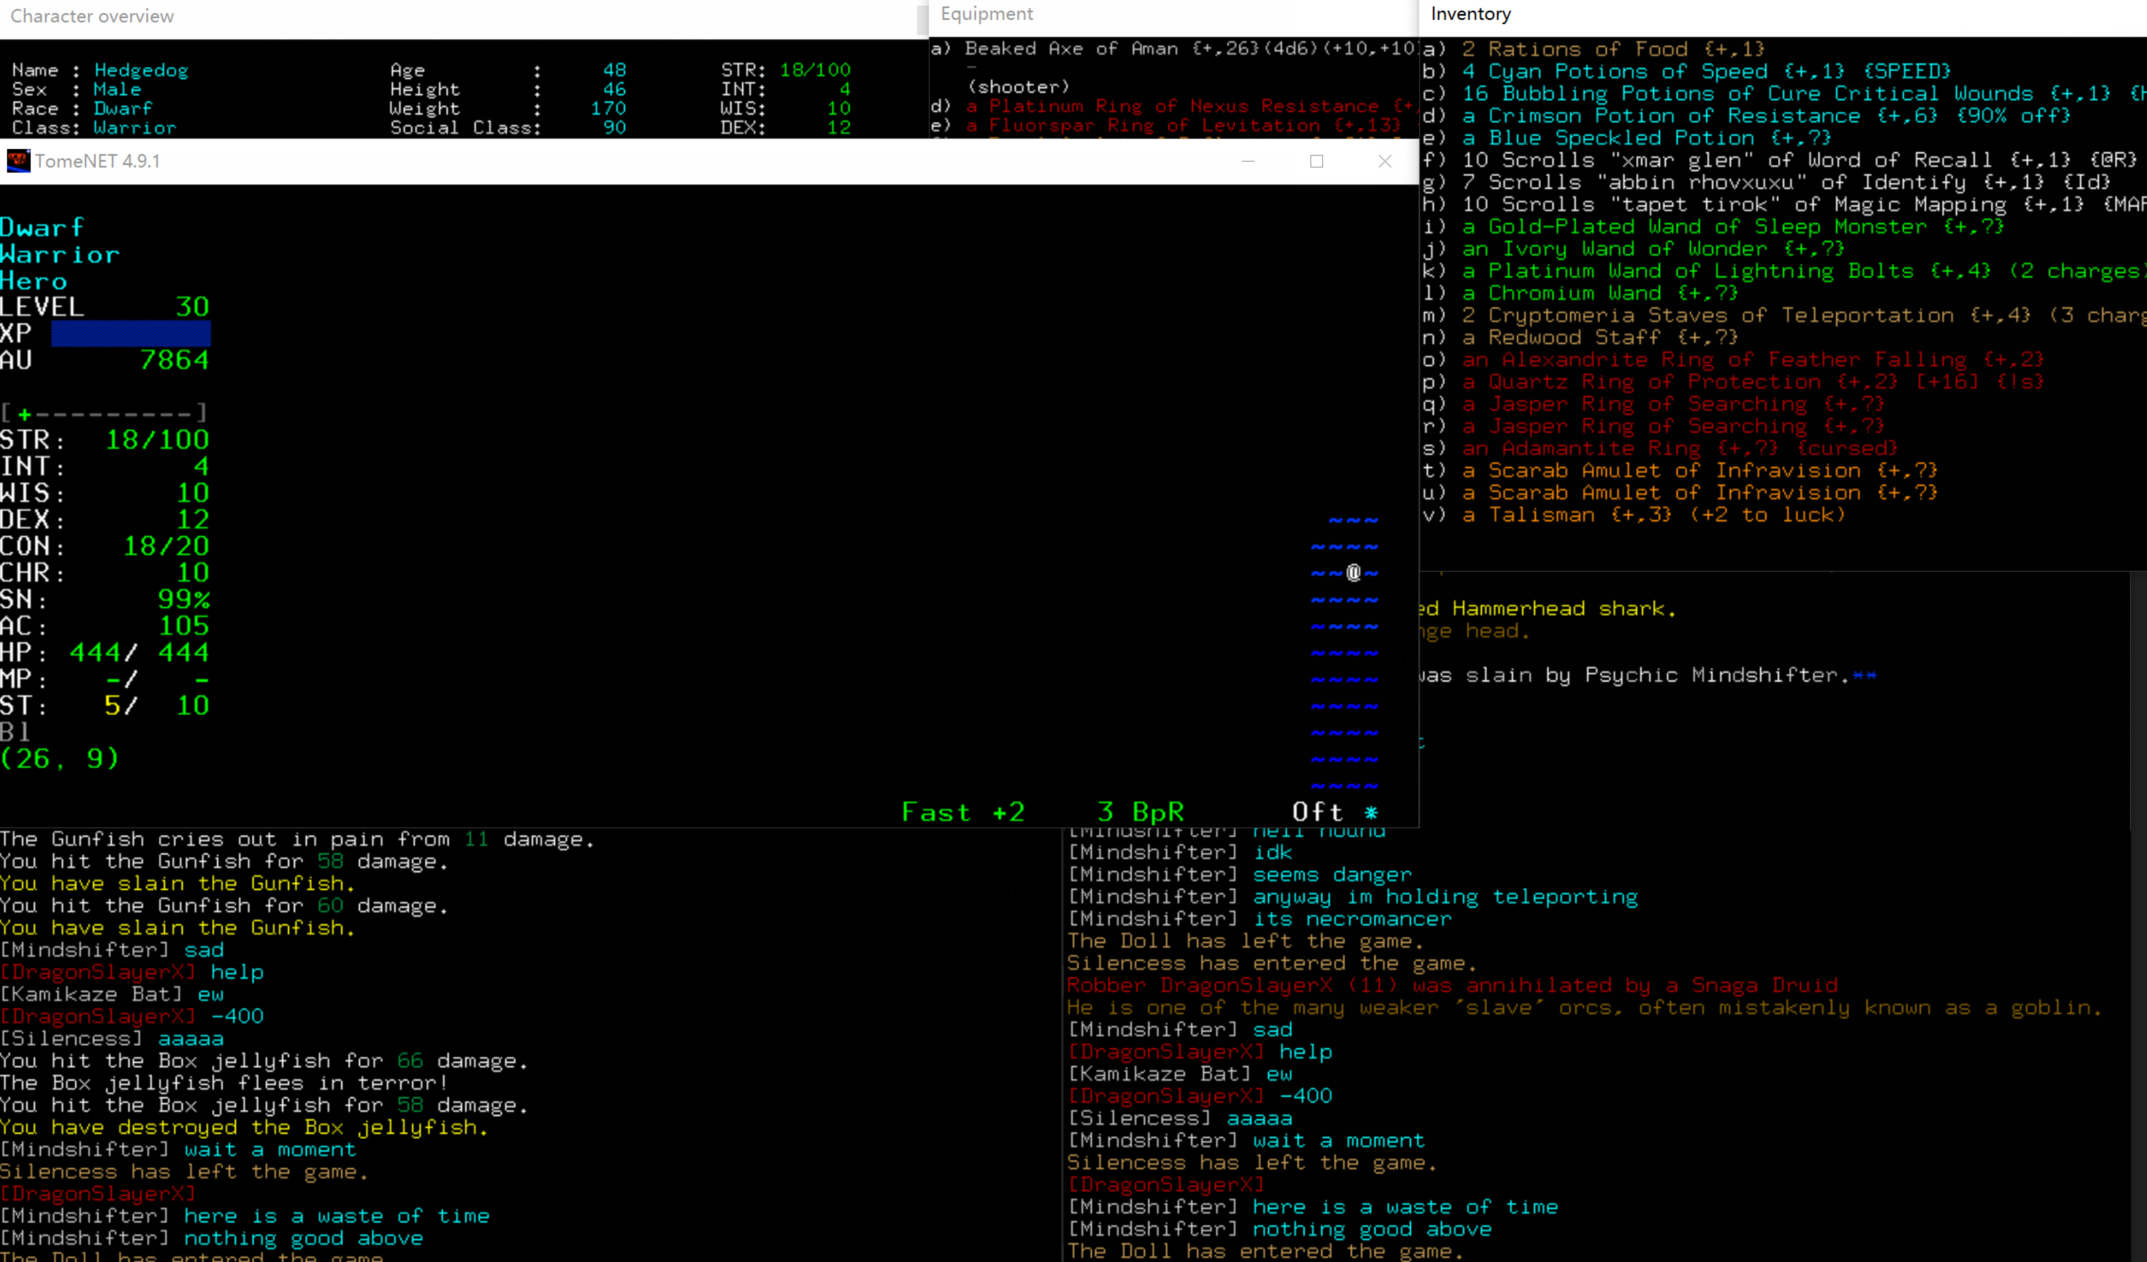 Character overview
Name : Hedgedog Age : 48 STR: 18/100
Sex : Male Height : 46 INT: 4
Race : Dwarf Weight : 170 WIS: 10
Class: Warrior Social Class: 90 DEX: 12
Equipment
a) Beaked Axe of Aman {+,26}(4d6)(+10,+10)
–
(shooter)
d) a Platinum Ring of Nexus Resistance {+,
e) a Fluorspar Ring of Levitation {+,13}
Inventory
a) 2 Rations of Food {+,1}
b) 4 Cyan Potions of Speed {+,1} {SPEED}
c) 16 Bubbling Potions of Cure Critical Wounds {+,1} {
d) a Crimson Potion of Resistance {+,6} {90% off}
e) a Blue Speckled Potion {+,?}
f) 10 Scrolls "xmar glen" of Word of Recall {+,1} {@R}
g) 7 Scrolls "abbin rhovxuxu" of Identify {+,1} {Id}
h) 10 Scrolls "tapet tirok" of Magic Mapping {+,1} {MAP
i) a Gold-Plated Wand of Sleep Monster {+,?}
j) an Ivory Wand of Wonder {+,?}
k) a Platinum Wand of Lightning Bolts {+,4} (2 charges)
l) a Chromium Wand {+,?}
m) 2 Cryptomeria Staves of Teleportation {+,4} (3 charg
n) a Redwood Staff {+,?}
o) an Alexandrite Ring of Feather Falling {+,2}
p) a Quartz Ring of Protection {+,2} [+16] {!s}
q) a Jasper Ring of Searching {+,?}
r) a Jasper Ring of Searching {+,?}
s) an Adamantite Ring {+,?} {cursed}
t) a Scarab Amulet of Infravision {+,?}
u) a Scarab Amulet of Infravision {+,?}
v) a Talisman {+,3} (+2 to luck)
TomeNET 4.9.1
Dwarf
Warrior
Hero
LEVEL 30
XP
AU 7864
[+---------]
STR: 18/100
INT: 4
WIS: 10
DEX: 12
CON: 18/20
CHR: 10
SN: 99%
AC: 105
HP: 444/ 444
MP: -/ -
ST: 5/ 10
Bl
(26, 9)
~~~
~~~~
~~@~
~~~~
~~~~
~~~~
~~~~
~~~~
~~~~
~~~~
~~~~
Fast +2 3 BpR 0ft *
ed Hammerhead shark.
nge head.
was slain by Psychic Mindshifter.**
The Gunfish cries out in pain from 11 damage.
You hit the Gunfish for 58 damage.
You have slain the Gunfish.
You hit the Gunfish for 60 damage.
You have slain the Gunfish.
[Mindshifter] sad
[DragonSlayerX] help
[Kamikaze Bat] ew
[DragonSlayerX] -400
[Silencess] aaaaa
You hit the Box jellyfish for 66 damage.
The Box jellyfish flees in terror!
You hit the Box jellyfish for 58 damage.
You have destroyed the Box jellyfish.
[Mindshifter] wait a moment
Silencess has left the game.
[DragonSlayerX]
[Mindshifter] here is a waste of time
[Mindshifter] nothing good above
The Doll has entered the game
[Mindshifter] hell hound
[Mindshifter] idk
[Mindshifter] seems danger
[Mindshifter] anyway im holding teleporting
[Mindshifter] its necromancer
The Doll has left the game.
Silencess has entered the game.
Robber DragonSlayerX (11) was annihilated by a Snaga Druid
He is one of the many weaker 'slave' orcs, often mistakenly known as a goblin.
[Mindshifter] sad
[DragonSlayerX] help
[Kamikaze Bat] ew
[DragonSlayerX] -400
[Silencess] aaaaa
[Mindshifter] wait a moment
Silencess has left the game.
[DragonSlayerX]
[Mindshifter] here is a waste of time
[Mindshifter] nothing good above
The Doll has entered the game.